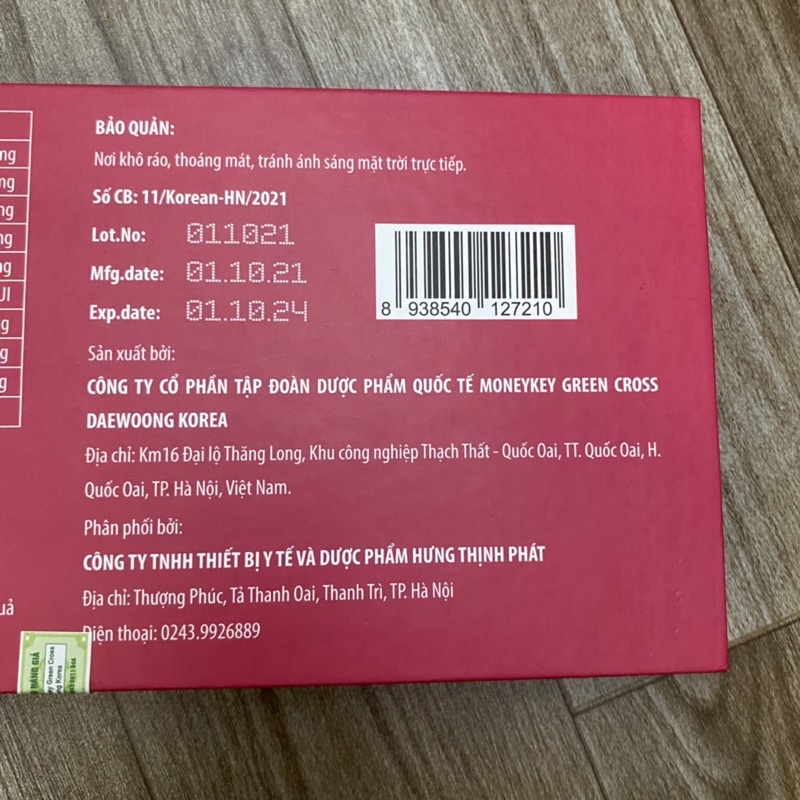 BẢO QUẢN:
Nơi khô ráo, thoáng mát, tránh ánh sáng mặt trời trực tiếp.
Số CB: 11/Korean-HN/2021
Lot.No: 011021
Mfg.date: 01.10.21
Exp.date: 01.10.24
8 938540 127210
Sản xuất bởi:
CÔNG TY CỔ PHẦN TẬP ĐOÀN DƯỢC PHẨM QUỐC TẾ MONEYKEY GREEN CROSS
DAEWOONG KOREA
Địa chỉ: Km16 Đại lộ Thăng Long, Khu công nghiệp Thạch Thất - Quốc Oai, TT. Quốc Oai, H.
Quốc Oai, TP. Hà Nội, Việt Nam.
Phân phối bởi:
CÔNG TY TNHH THIẾT BỊ Y TẾ VÀ DƯỢC PHẨM HƯNG THỊNH PHÁT
Địa chỉ: Thượng Phúc, Tả Thanh Oai, Thanh Trì, TP. Hà Nội
Điện thoại: 0243.9926889
HÀNG GIẢ
Green Cross
Korea